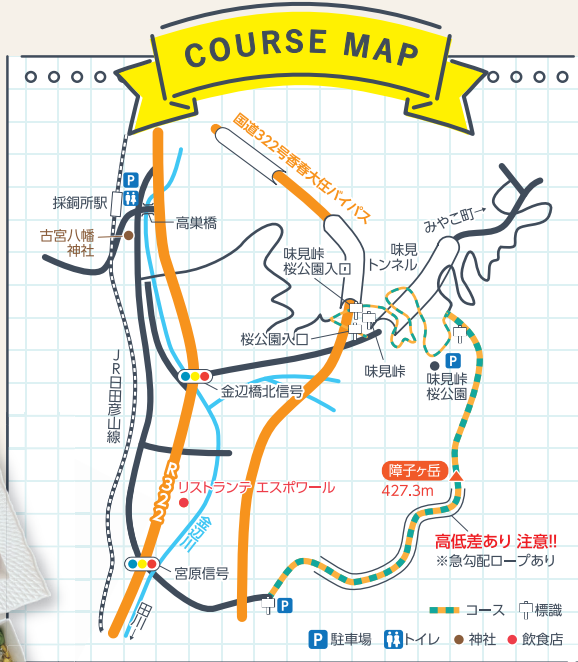 COURSE MAP
国道322号香春大任バイパス
P
採銅所駅
高巣橋
古宮八幡
神社
みやこ町→
味見峠
桜公園入口
味見
トンネル
桜公園入口
味見峠
P
味見峠
桜公園
JR日田彦山線
金辺橋北信号
R322
リストランテ エスポワール
金辺川
障子ヶ岳
427.3m
高低差あり 注意!!
※急勾配ロープあり
宮原信号
P
田川
コース
標識
P 駐車場
トイレ
神社
飲食店